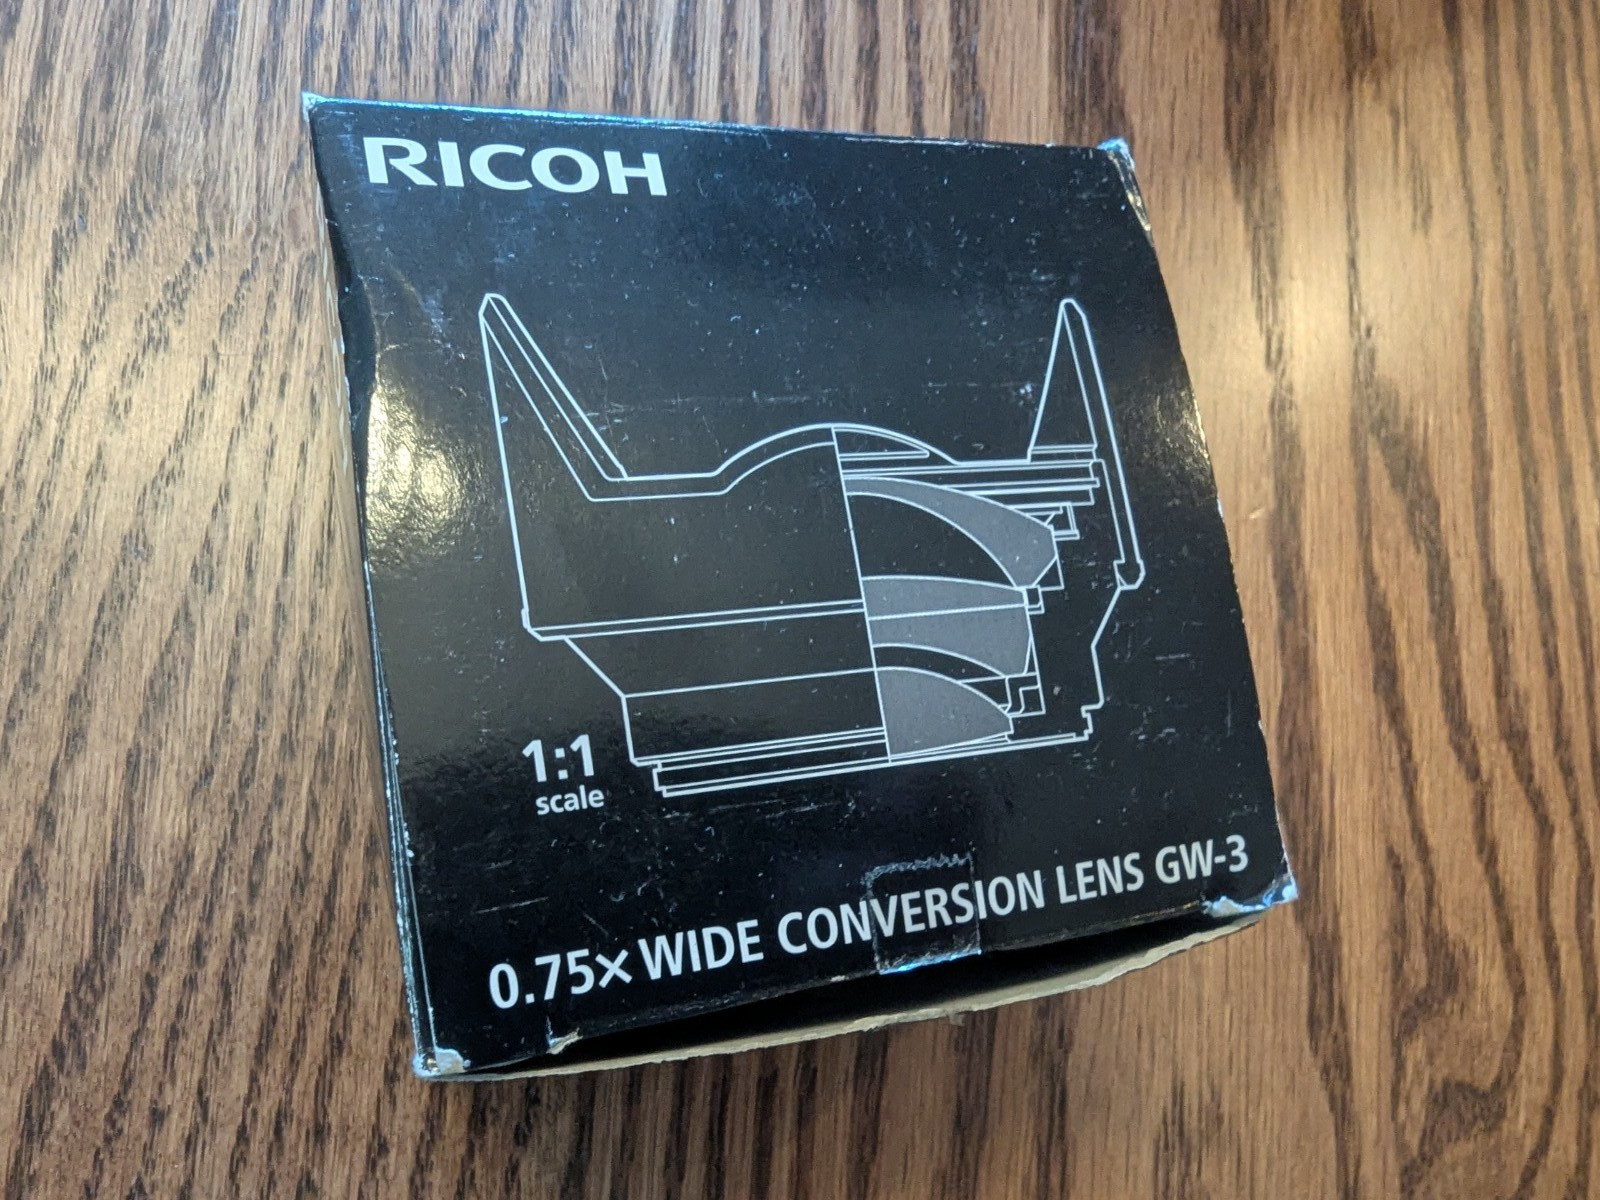 RICOH
1:1
scale
0.75× WIDE CONVERSION LENS GW-3